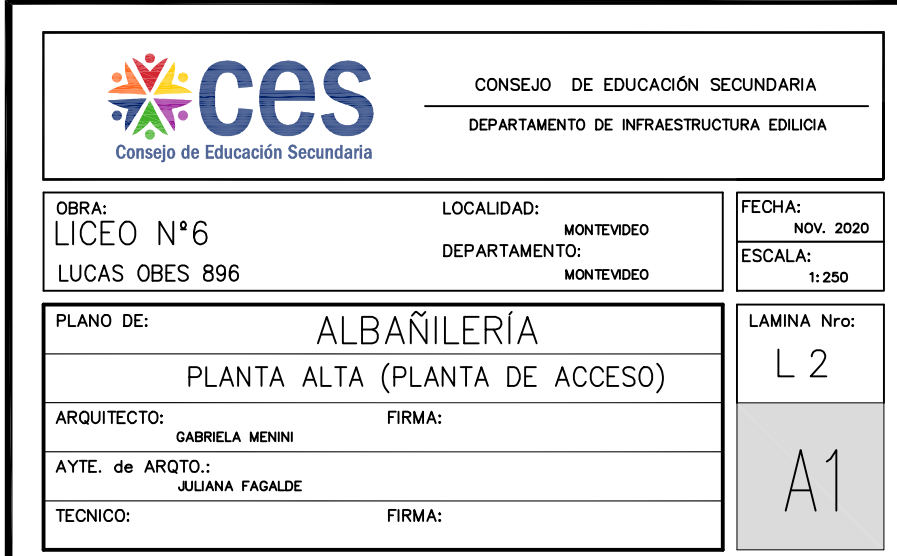 ces
Consejo de Educación Secundaria
CONSEJO DE EDUCACIÓN SECUNDARIA
DEPARTAMENTO DE INFRAESTRUCTURA EDILICIA
OBRA:
LICEO N°6
LUCAS OBES 896
LOCALIDAD:
MONTEVIDEO
DEPARTAMENTO:
MONTEVIDEO
FECHA:
NOV. 2020
ESCALA:
1:250
PLANO DE:
ALBAÑILERÍA
PLANTA ALTA (PLANTA DE ACCESO)
ARQUITECTO:
GABRIELA MENINI
FIRMA:
AYTE. de ARQTO.:
JULIANA FAGALDE
TECNICO:
FIRMA:
LAMINA Nro:
L 2
A1